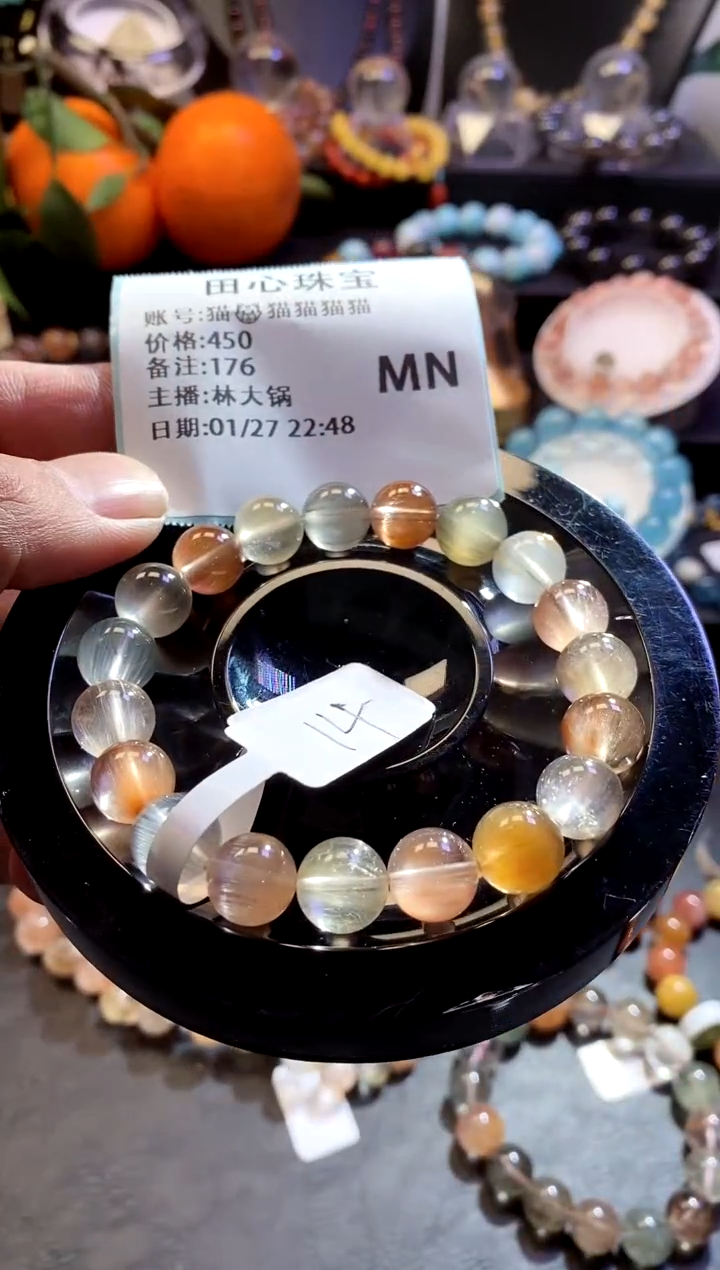 田心珠宝
账号:猫🐱猫猫猫猫
价格:450
备注:176
MN
主播:林大锅
日期:01/27 22:48
14